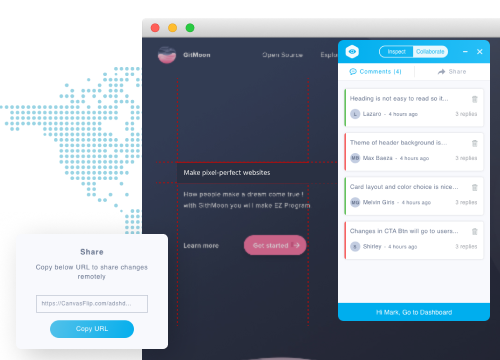 GitMoon
Open Source
Explo
Inspect
Collaborate
Comments (4)
Share
Heading is not easy to read so it...
L
Lazaro - 4 hours ago
3 replies
Theme of header background is...
MB
Max Baeza - 4 hours ago
3 replies
Card layout and color choice is nice...
MG
Melvin Giris - 4 hours ago
3 replies
Changes in CTA Btn will go to users...
S
Shirley - 4 hours ago
3 replies
Hi Mark, Go to Dashboard
Make pixel-perfect websites
How people make a dream come true !
with GithMoon you will make EZ Program.
Learn more
Get started
Share
Copy below URL to share changes
remotely
https://CanvasFlip.com/adshd...
Copy URL